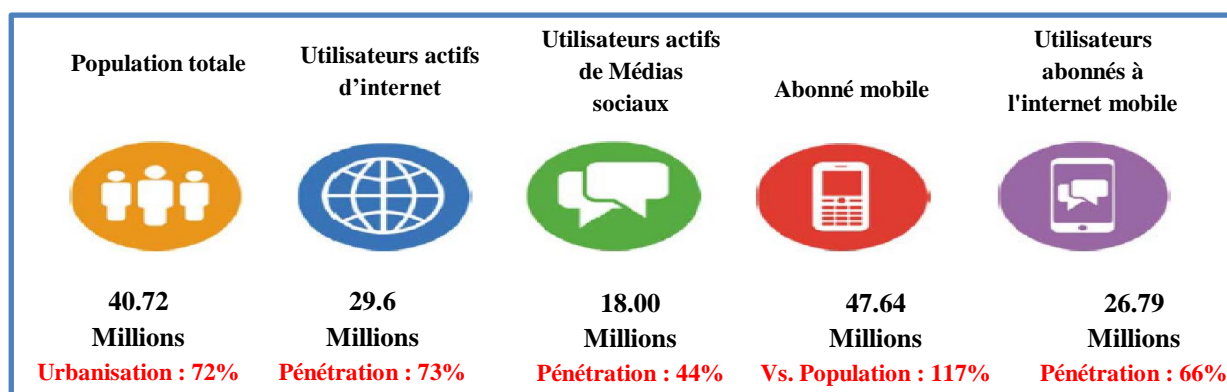 Population totale
Utilisateurs actifs
d’internet
Utilisateurs actifs
de Médias
sociaux
Abonné mobile
Utilisateurs
abonnés à
l'internet mobile
40.72
Millions
Urbanisation : 72%
29.6
Millions
Pénétration : 73%
18.00
Millions
Pénétration : 44%
47.64
Millions
Vs. Population : 117%
26.79
Millions
Pénétration : 66%